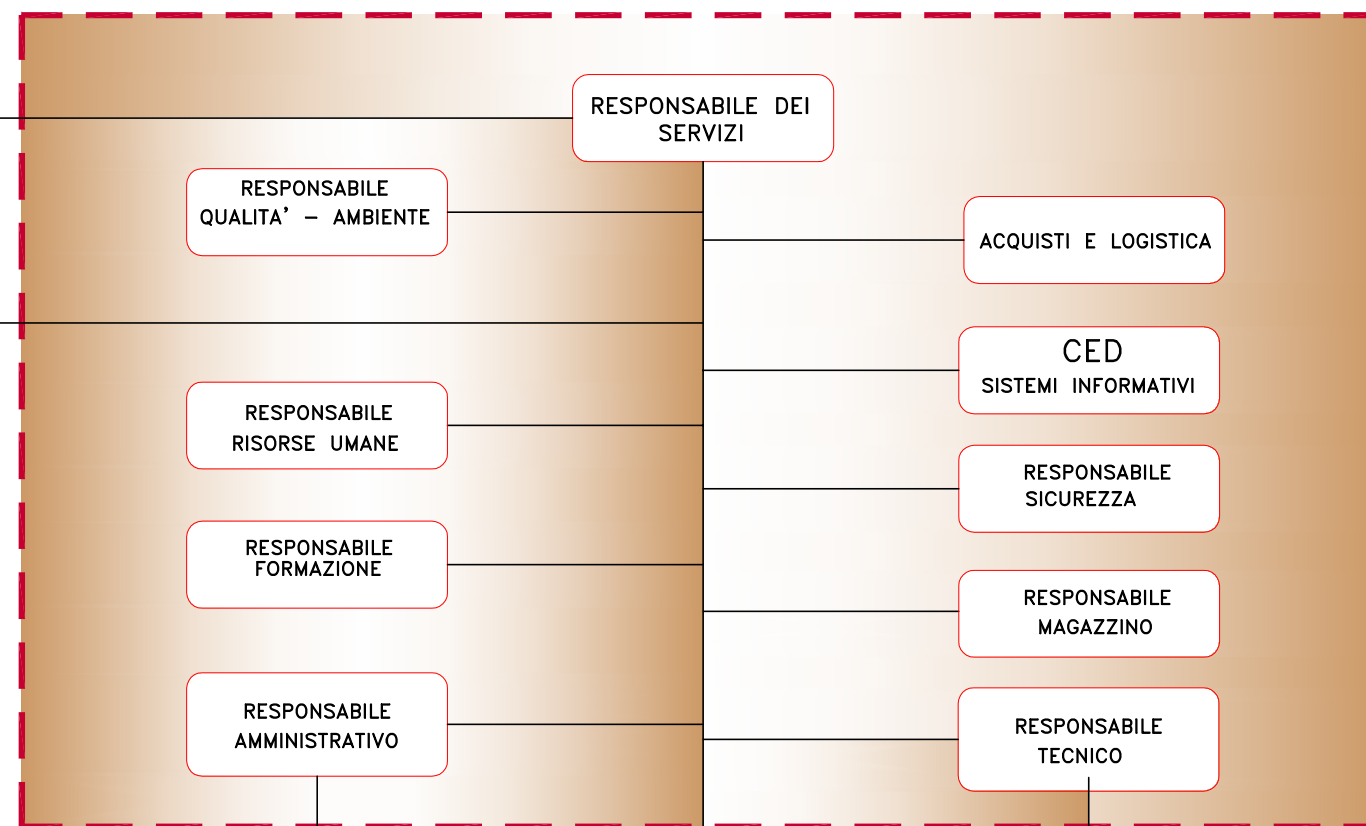 RESPONSABILE DEI
SERVIZI
RESPONSABILE
QUALITA’ – AMBIENTE
ACQUISTI E LOGISTICA
CED
SISTEMI INFORMATIVI
RESPONSABILE
RISORSE UMANE
RESPONSABILE
SICUREZZA
RESPONSABILE
FORMAZIONE
RESPONSABILE
MAGAZZINO
RESPONSABILE
AMMINISTRATIVO
RESPONSABILE
TECNICO